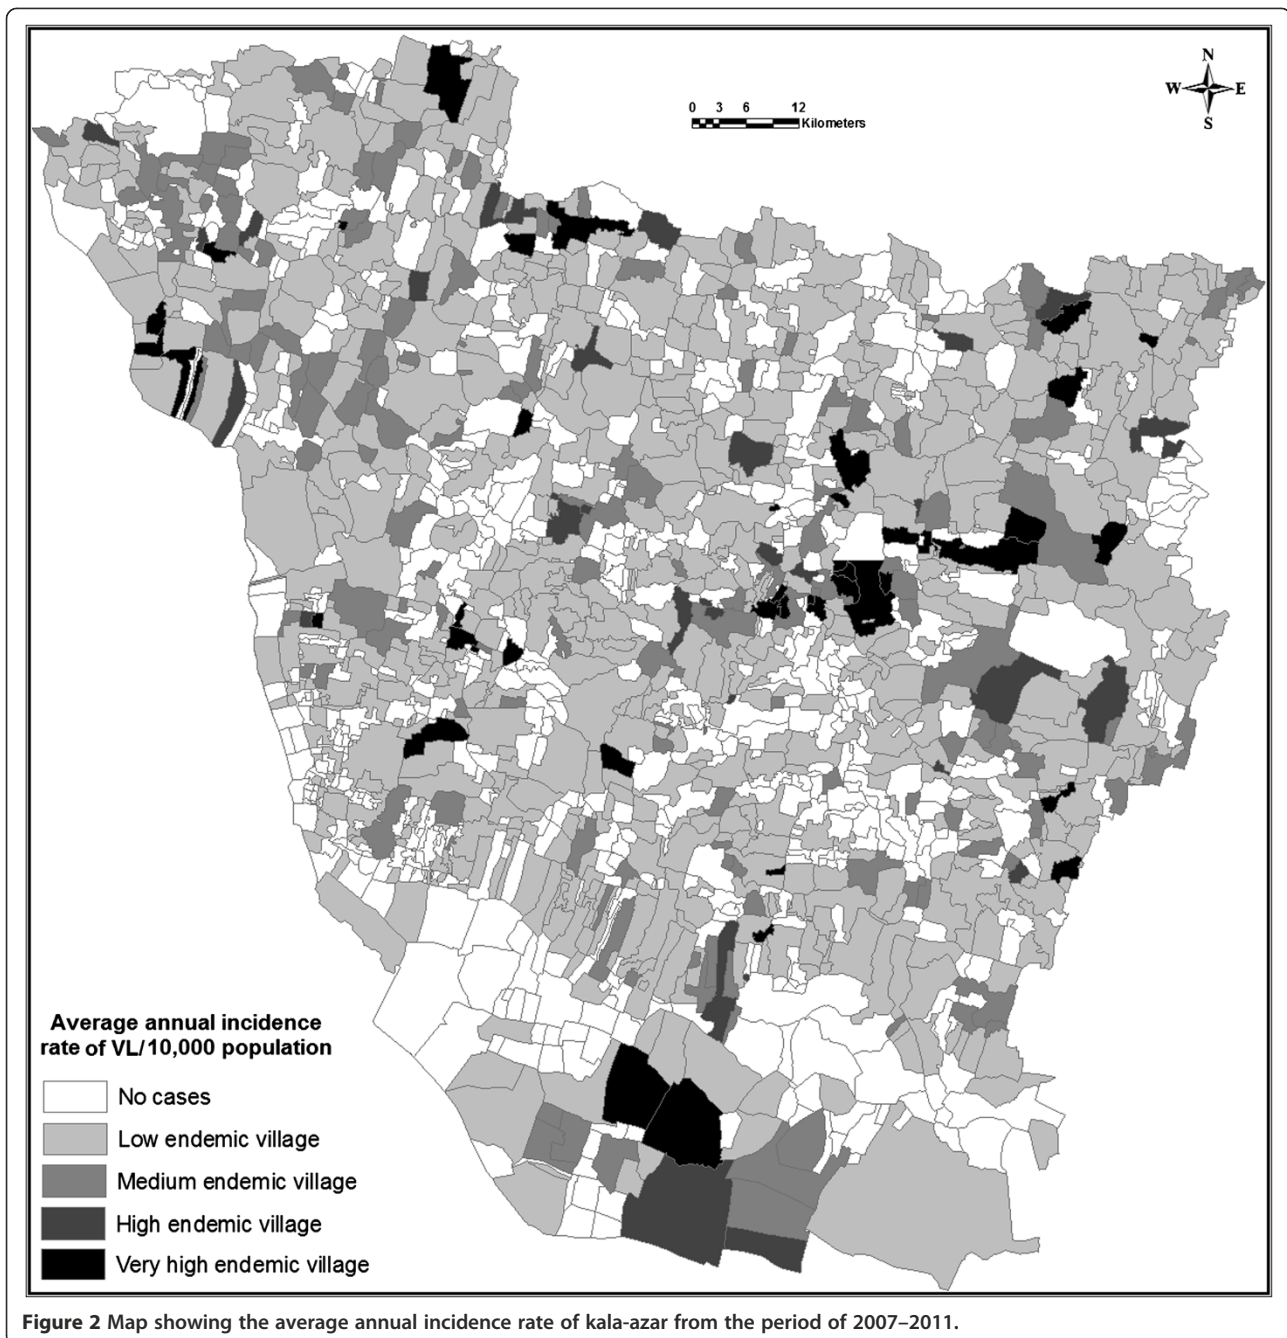 N
W E
S
0 3 6 12
Kilometers
Average annual incidence
rate of VL/10,000 population
No cases
Low endemic village
Medium endemic village
High endemic village
Very high endemic village
Figure 2 Map showing the average annual incidence rate of kala-azar from the period of 2007–2011.